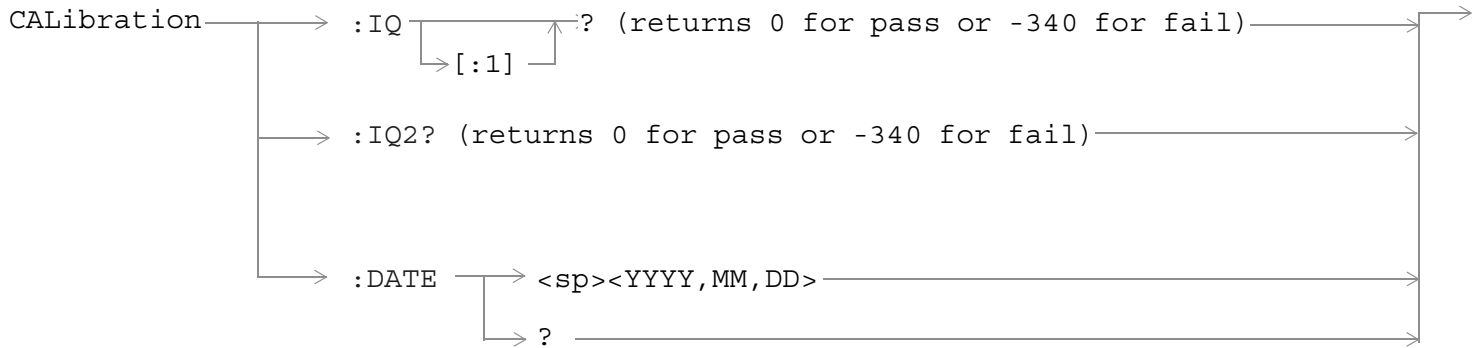 CALibration :IQ ? (returns 0 for pass or -340 for fail)
[:1]
:IQ2? (returns 0 for pass or -340 for fail)
:DATE <sp><YYYY,MM,DD>
?